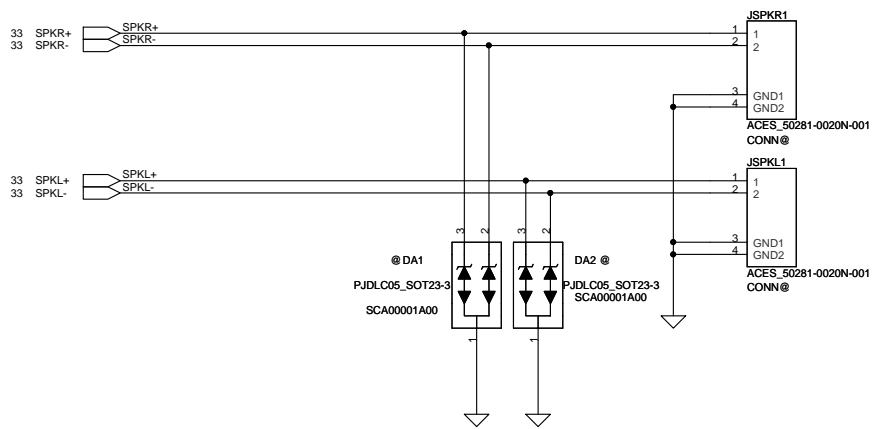 JSPKR1
33 SPKR+ SPKR+ 1 1
33 SPKR- SPKR- 2 2
3 GND1
4 GND2
ACES_50281-0020N-001
CONN@
JSPKL1
33 SPKL+ SPKL+ 1 1
33 SPKL- SPKL- 2 2
3 2 3 2
3 GND1
4 GND2
@ DA1 DA2 @
ACES_50281-0020N-001
CONN@
PJDLC05_SOT23-3 PJDLC05_SOT23-3
SCA00001A00 SCA00001A00
1 1